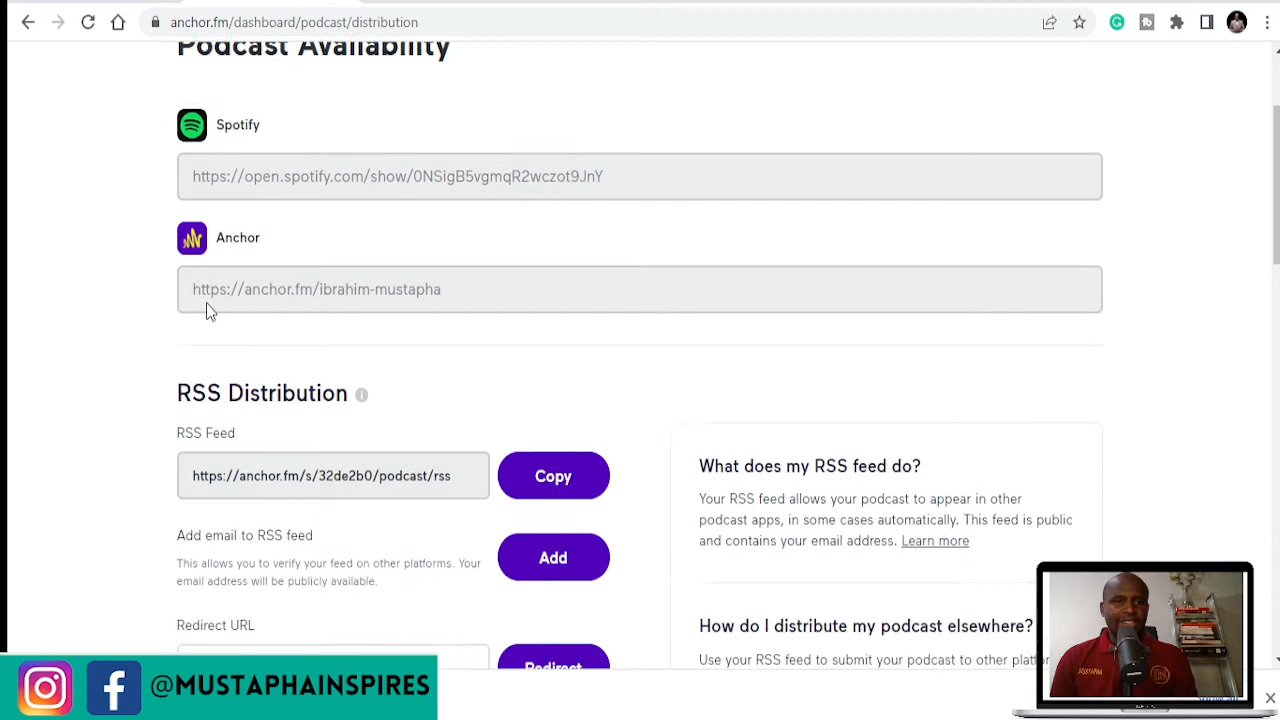 anchor.fm/dashboard/podcast/distribution
Podcast Availability
Spotify
https://open.spotify.com/show/0NSigB5vgmqR2wczot9JnY
Anchor
https://anchor.fm/ibrahim-mustapha
RSS Distribution
RSS Feed
https://anchor.fm/s/32de2b0/podcast/rss
Copy
Add email to RSS feed
This allows you to verify your feed on other platforms. Your
email address will be publicly available.
Add
Redirect URL
Redirect
What does my RSS feed do?
Your RSS feed allows your podcast to appear in other
podcast apps, in some cases automatically. This feed is public
and contains your email address. Learn more
How do I distribute my podcast elsewhere?
Use your RSS feed to submit your podcast to other
MUSTAPHA
@MUSTAPHAINSPIRES